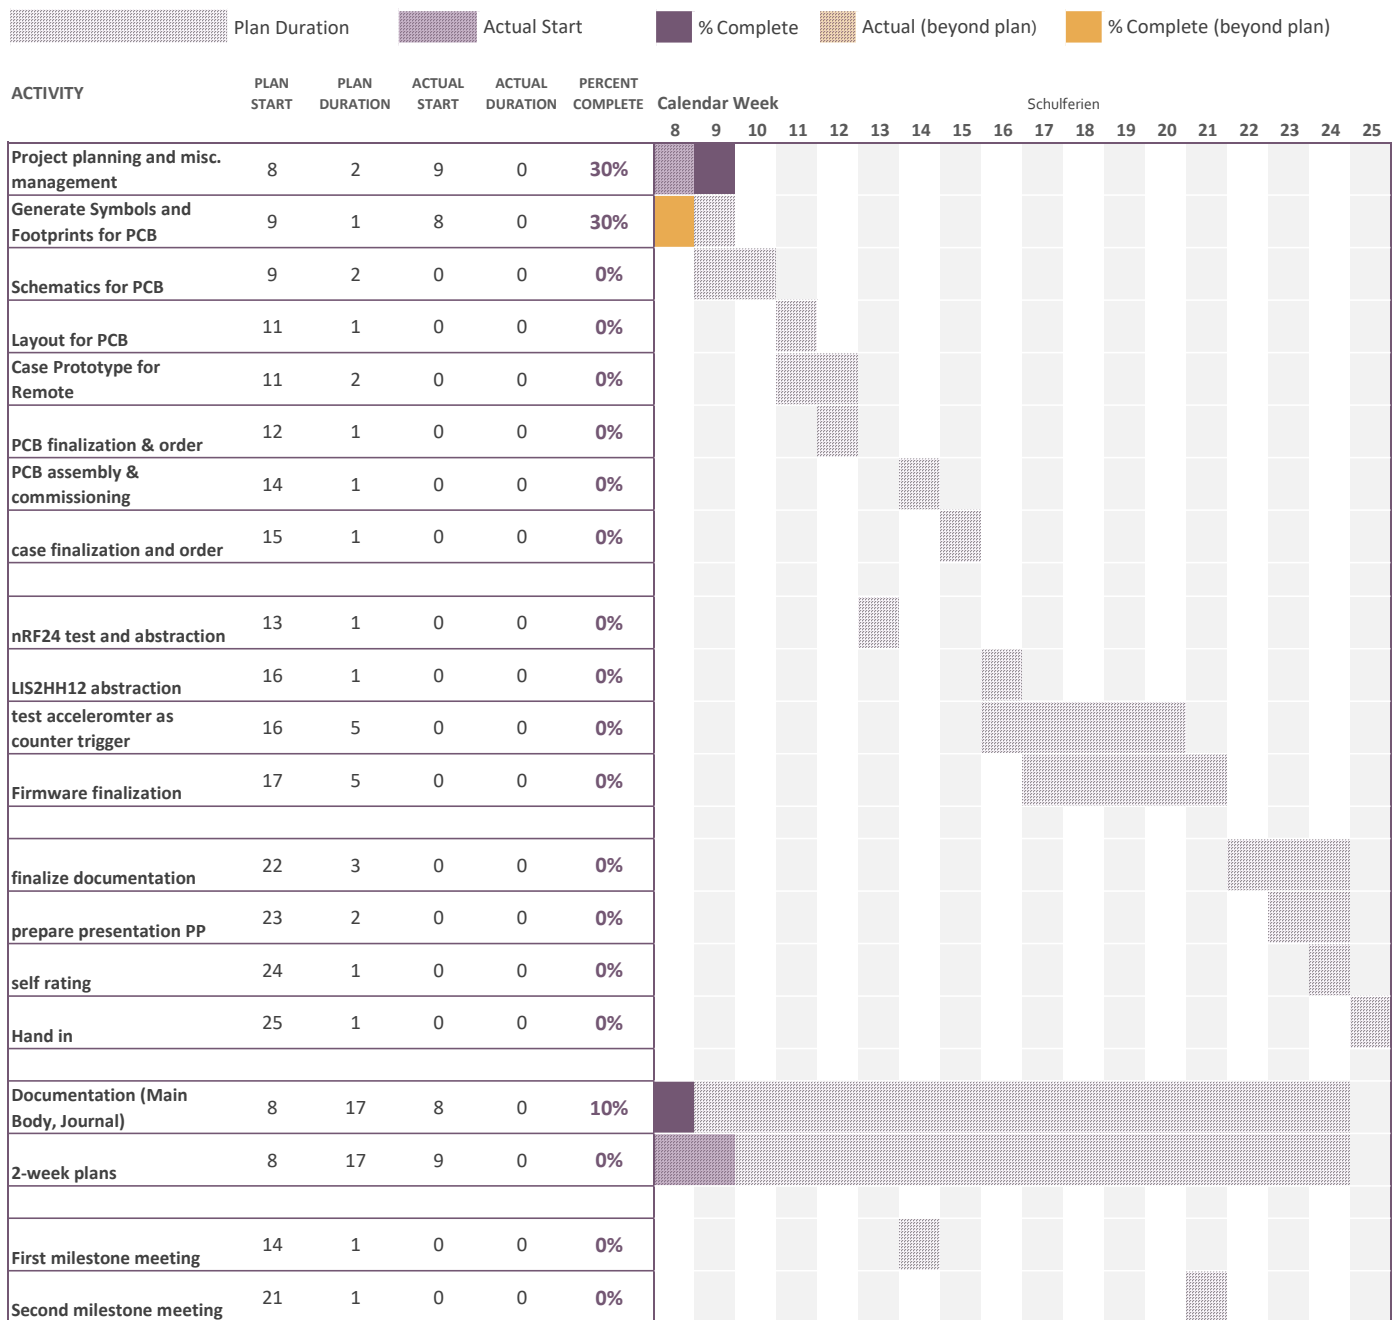 Plan Duration Actual Start % Complete Actual (beyond plan) % Complete (beyond plan)
ACTIVITY PLAN START PLAN DURATION ACTUAL START ACTUAL DURATION PERCENT COMPLETE Calendar Week Schulferien
8 9 10 11 12 13 14 15 16 17 18 19 20 21 22 23 24 25
Project planning and misc. management 8 2 9 0 30%
Generate Symbols and Footprints for PCB 9 1 8 0 30%
Schematics for PCB 9 2 0 0 0%
Layout for PCB 11 1 0 0 0%
Case Prototype for Remote 11 2 0 0 0%
PCB finalization & order 12 1 0 0 0%
PCB assembly & commissioning 14 1 0 0 0%
case finalization and order 15 1 0 0 0%
nRF24 test and abstraction 13 1 0 0 0%
LIS2HH12 abstraction 16 1 0 0 0%
test acceleromter as counter trigger 16 5 0 0 0%
Firmware finalization 17 5 0 0 0%
finalize documentation 22 3 0 0 0%
prepare presentation PP 23 2 0 0 0%
self rating 24 1 0 0 0%
Hand in 25 1 0 0 0%
Documentation (Main Body, Journal) 8 17 8 0 10%
2-week plans 8 17 9 0 0%
First milestone meeting 14 1 0 0 0%
Second milestone meeting 21 1 0 0 0%